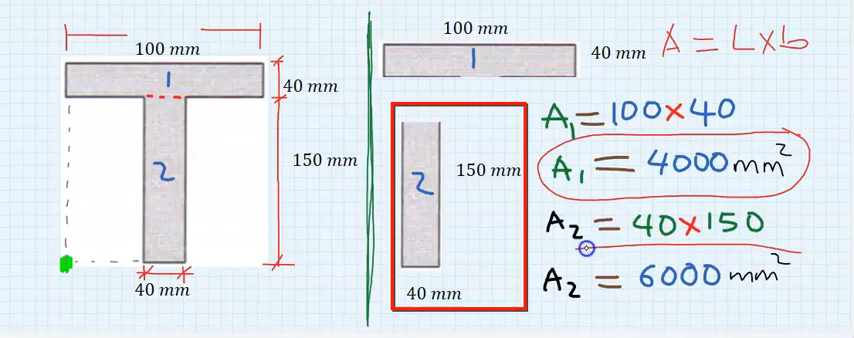 100 mm
1
40 mm
2
150 mm
40 mm
100 mm
1
40 mm
2
150 mm
40 mm
A = L×b
A₁ = 100×40
A₁ = 4000 mm²
A₂ = 40×150
A₂ = 6000 mm²